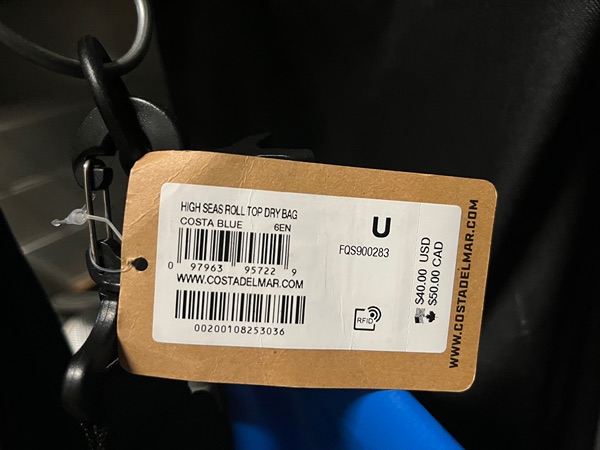 HIGH SEAS ROLL TOP DRY BAG
COSTA BLUE 6EN
0 97963 95722 9
WWW.COSTADELMAR.COM
00200108253036
U
FQS900283
RFID
$40.00 USD
$50.00 CAD
WWW.COSTADELMAR.COM